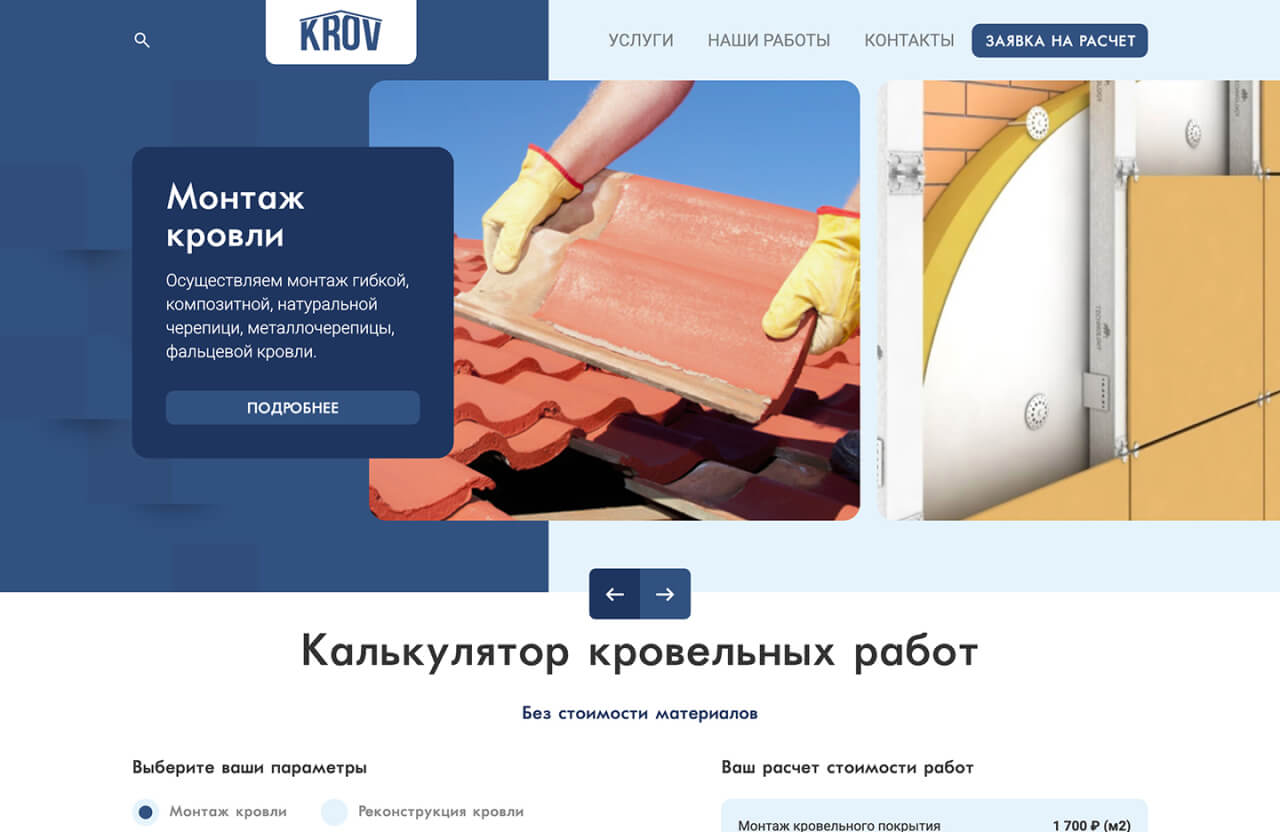 KROV
УСЛУГИ
НАШИ РАБОТЫ
КОНТАКТЫ
ЗАЯВКА НА РАСЧЕТ
Монтаж
кровли
Осуществляем монтаж гибкой,
композитной, натуральной
черепици, металлочерепицы,
фальцевой кровли.
ПОДРОБНЕЕ
Калькулятор кровельных работ
Без стоимости материалов
Выберите ваши параметры
Монтаж кровли
Реконструкция кровли
Ваш расчет стоимости работ
Монтаж кровельного покрытия
1 700 ₽ (м2)